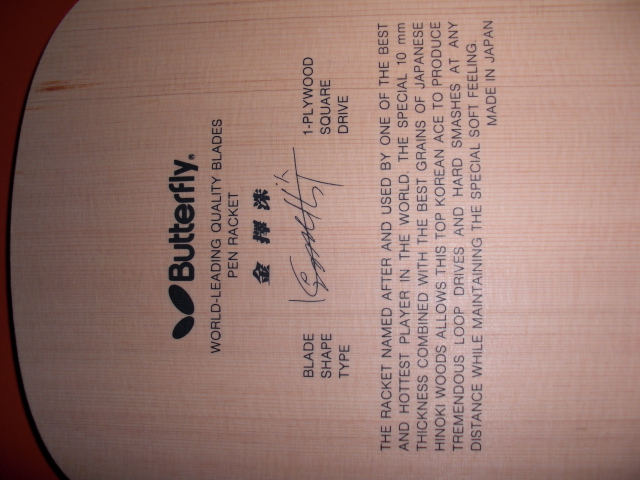 Butterfly®
WORLD-LEADING QUALITY BLADES
PEN RACKET
金擇洙
BLADE 1-PLYWOOD
SHAPE SQUARE
TYPE DRIVE
THE RACKET NAMED AFTER AND USED BY ONE OF THE BEST
AND HOTTEST PLAYER IN THE WORLD. THE SPECIAL 10 mm
THICKNESS COMBINED WITH THE BEST GRAINS OF JAPANESE
HINOKI WOODS ALLOWS THIS TOP KOREAN ACE TO PRODUCE
TREMENDOUS LOOP DRIVES AND HARD SMASHES AT ANY
DISTANCE WHILE MAINTAINING THE SPECIAL SOFT FEELING.
MADE IN JAPAN